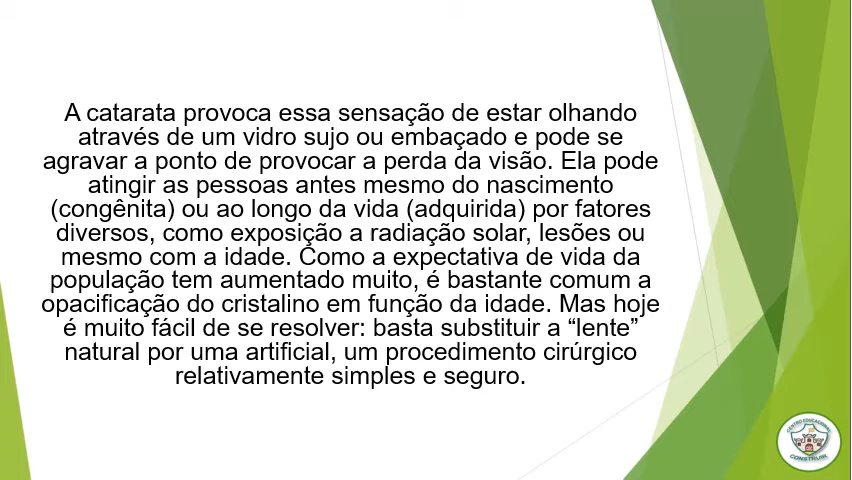 A catarata provoca essa sensação de estar olhando
através de um vidro sujo ou embaçado e pode se
agravar a ponto de provocar a perda da visão. Ela pode
atingir as pessoas antes mesmo do nascimento
(congênita) ou ao longo da vida (adquirida) por fatores
diversos, como exposição a radiação solar, lesões ou
mesmo com a idade. Como a expectativa de vida da
população tem aumentado muito, é bastante comum a
opacificação do cristalino em função da idade. Mas hoje
é muito fácil de se resolver: basta substituir a “lente”
natural por uma artificial, um procedimento cirúrgico
relativamente simples e seguro.
CENTRO EDUCACIONAL
CONSTRUIR